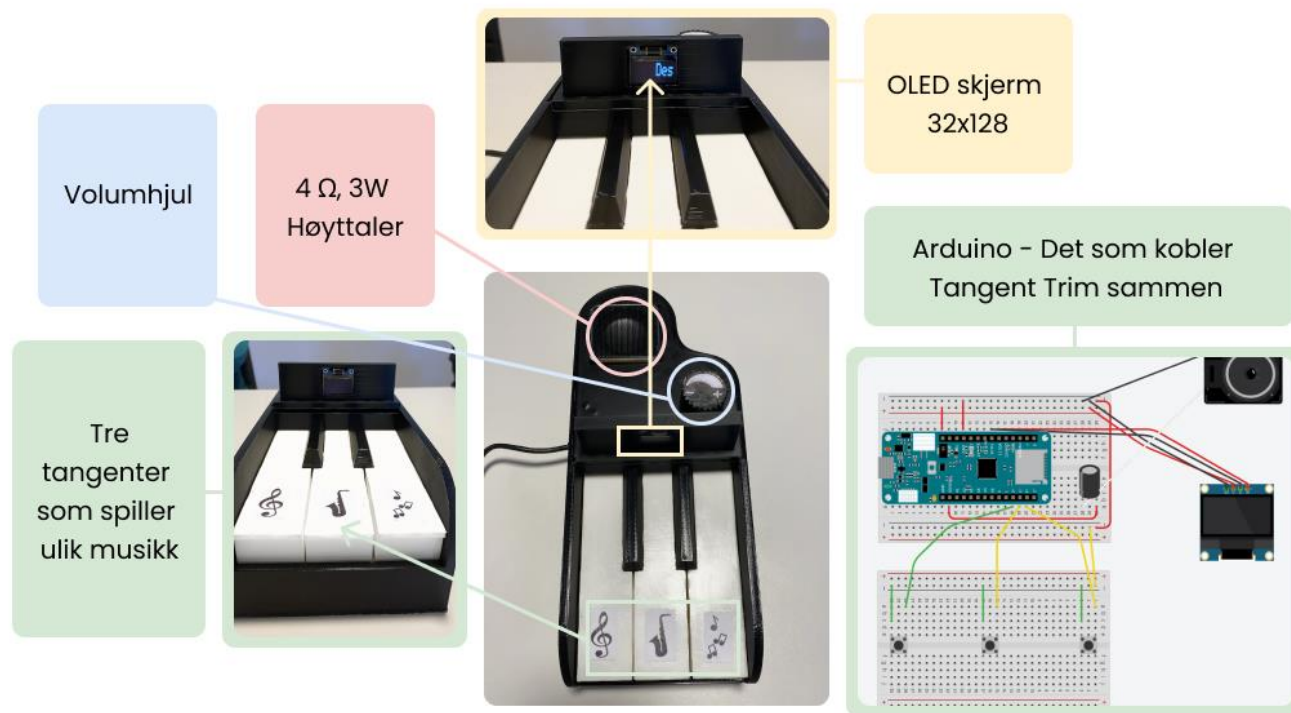 Des
OLED skjerm
32x128
Volumhjul
4 Ω, 3W
Høyttaler
Arduino - Det som kobler
Tangent Trim sammen
Tre
tangenter
som spiller
ulik musikk
- +